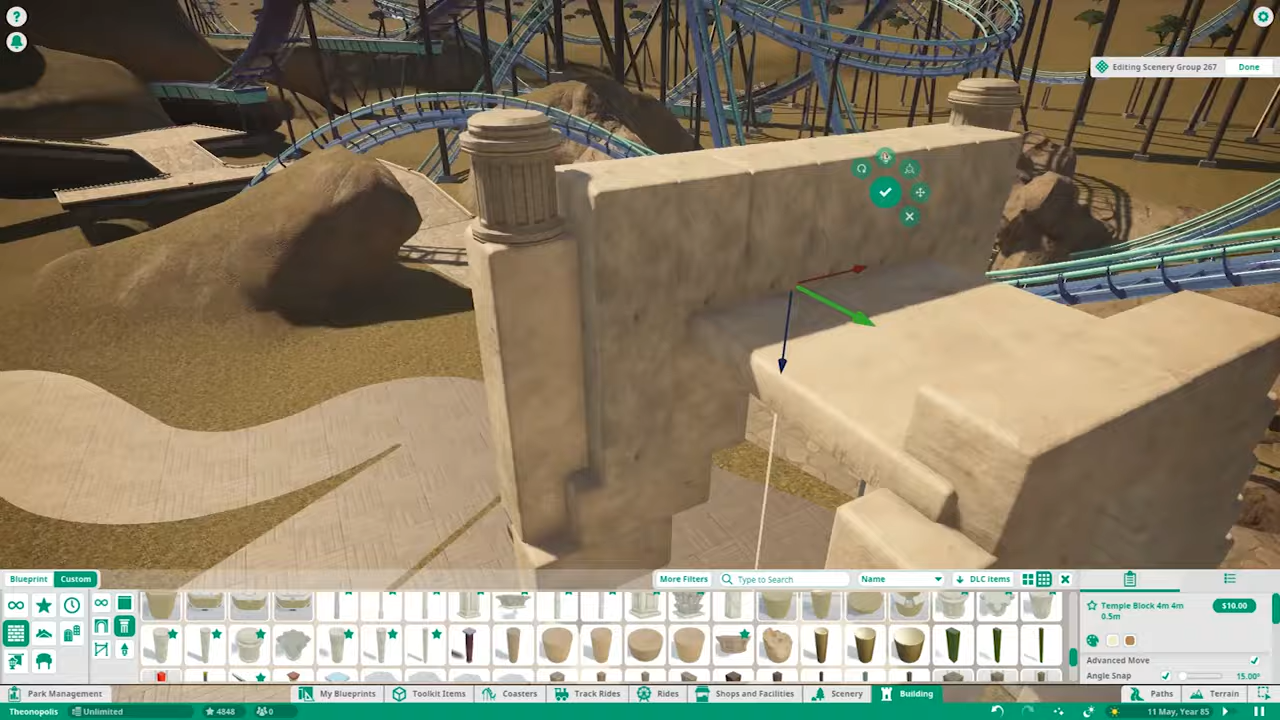 ?
Editing Scenery Group 267 Done
Blueprint Custom More Filters Type to Search Name DLC items
Temple Block 4m 4m 0.5m $10.00
Advanced Move
Angle Snap 15.00°
Park Management My Blueprints Toolkit Items Coasters Track Rides Rides Shops and Facilities Scenery Building Paths Terrain
Theonopolis Unlimited 4848 0 11 May, Year 85